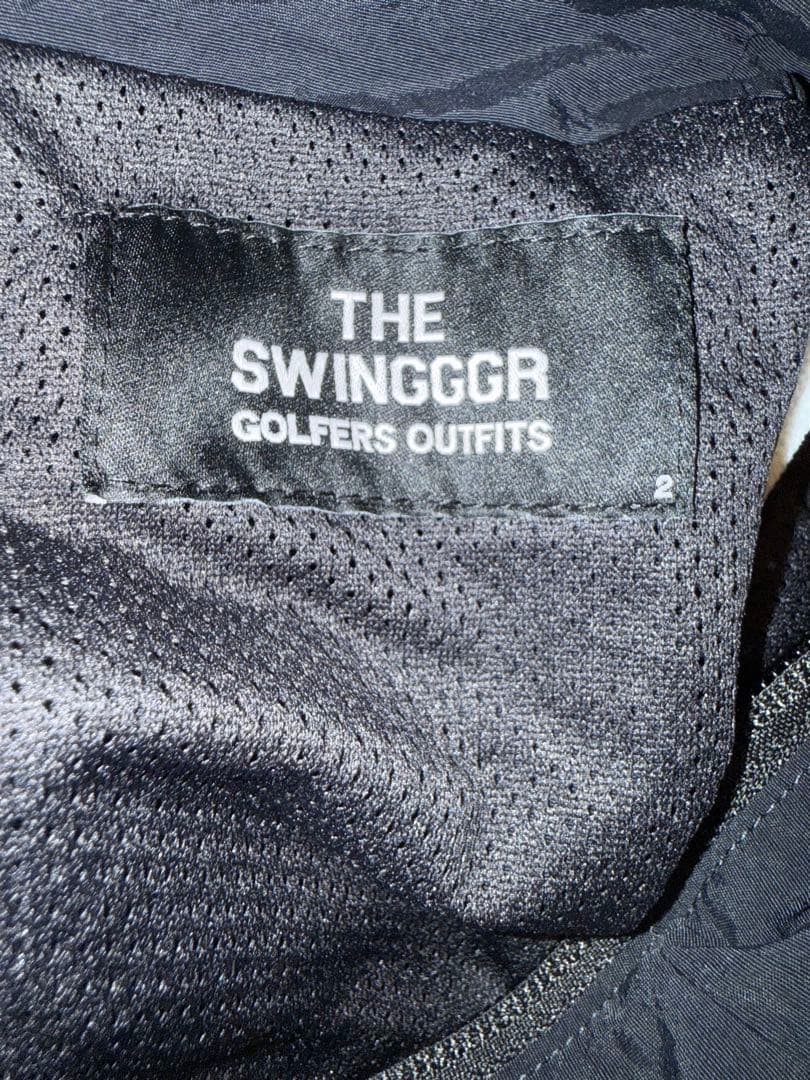 THE
SWINGGGR
GOLFERS OUTFITS
2